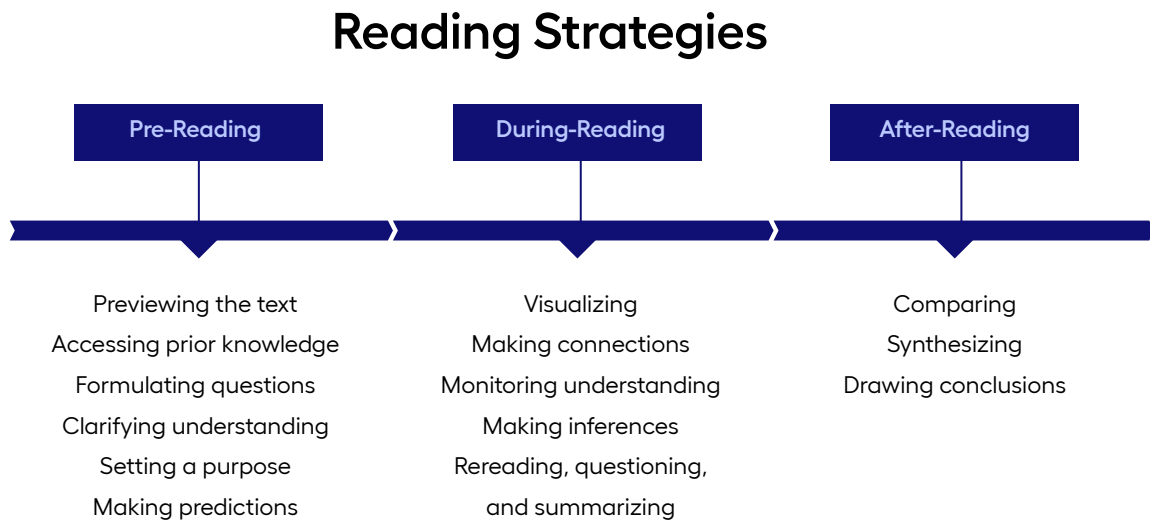 Reading Strategies
Pre-Reading
Previewing the text
Accessing prior knowledge
Formulating questions
Clarifying understanding
Setting a purpose
Making predictions
During-Reading
Visualizing
Making connections
Monitoring understanding
Making inferences
Rereading, questioning,
and summarizing
After-Reading
Comparing
Synthesizing
Drawing conclusions